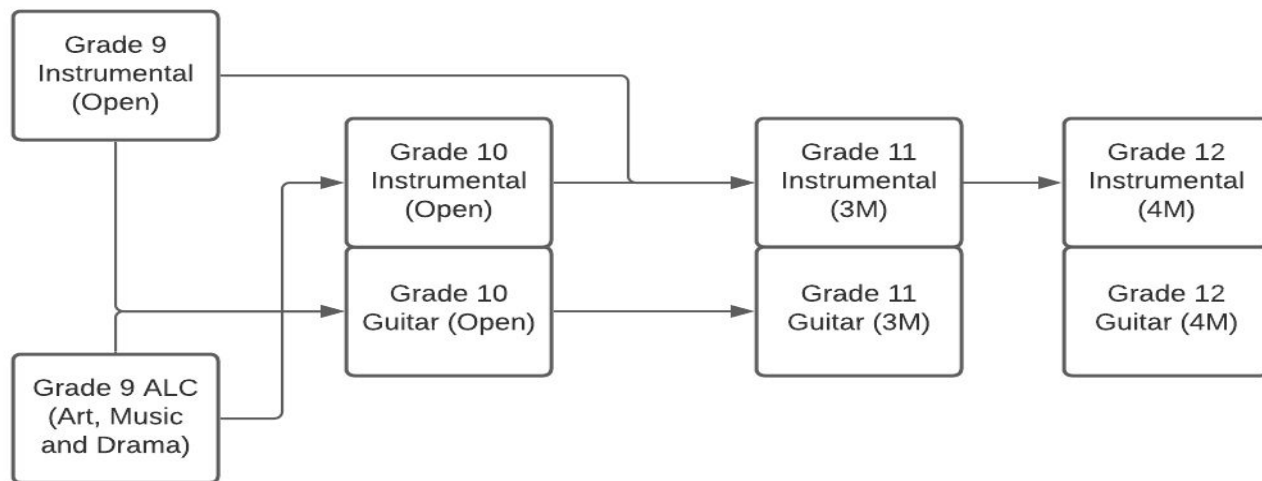 Grade 9
Instrumental
(Open)
Grade 10
Instrumental
(Open)
Grade 11
Instrumental
(3M)
Grade 12
Instrumental
(4M)
Grade 10
Guitar (Open)
Grade 11
Guitar (3M)
Grade 12
Guitar (4M)
Grade 9 ALC
(Art, Music
and Drama)